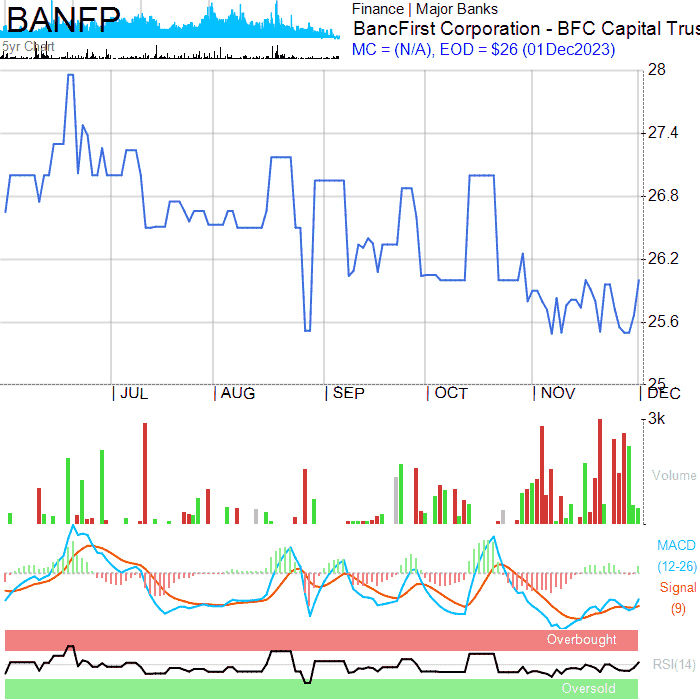 BANFP
5yr Chart
Finance | Major Banks
BancFirst Corporation - BFC Capital Trus
MC = (N/A), EOD = $26 (01Dec2023)
28
27.4
26.8
26.2
25.6
25
JUL
AUG
SEP
OCT
NOV
DEC
3k
Volume
MACD
(12-26)
Signal
(9)
Overbought
RSI(14)
Oversold